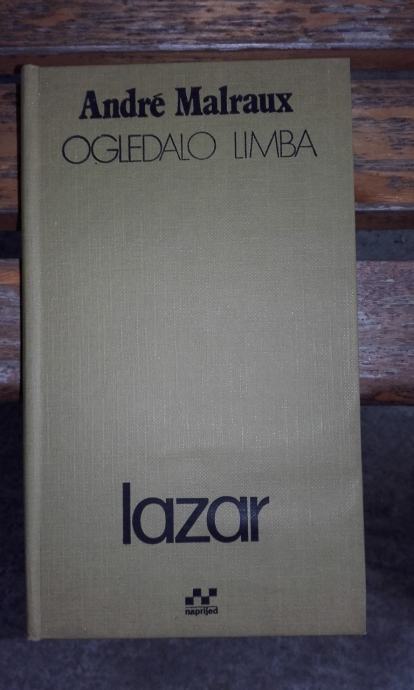 André Malraux
OGLEDALO LIMBA
lazar
naprijed